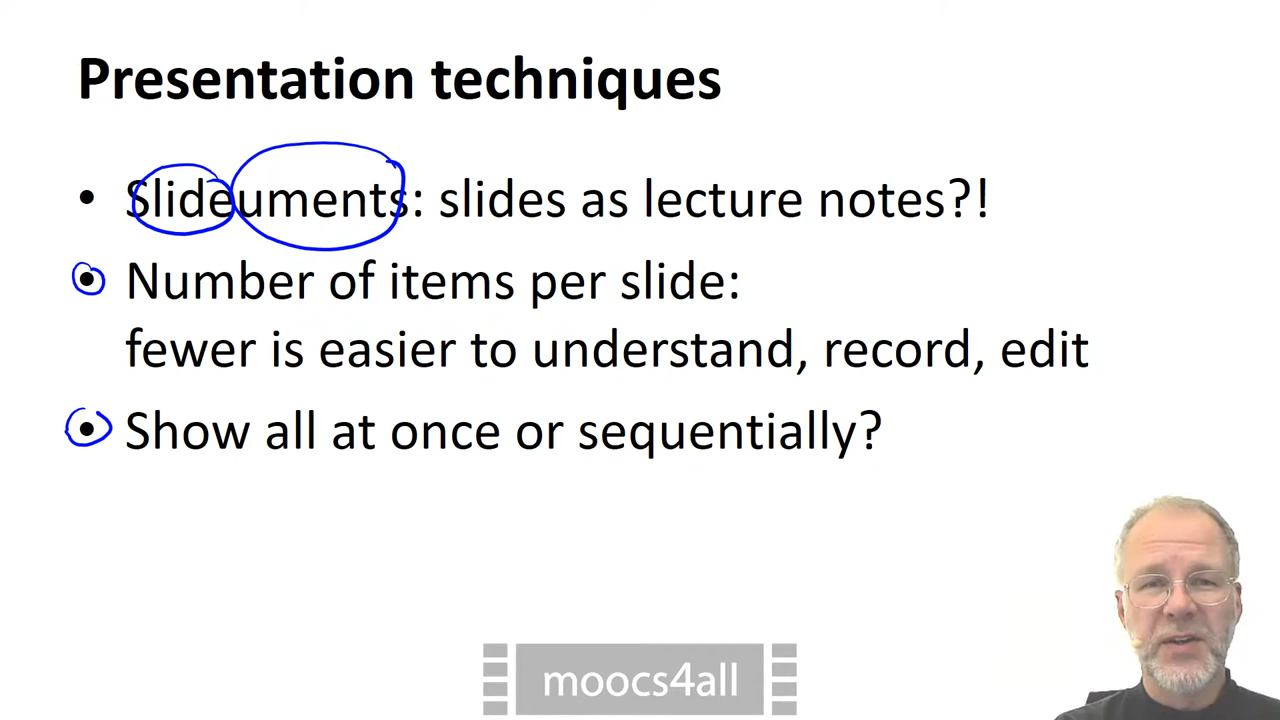 Presentation techniques
• Slideuments: slides as lecture notes?!
• Number of items per slide:
fewer is easier to understand, record, edit
• Show all at once or sequentially?
moocs4all